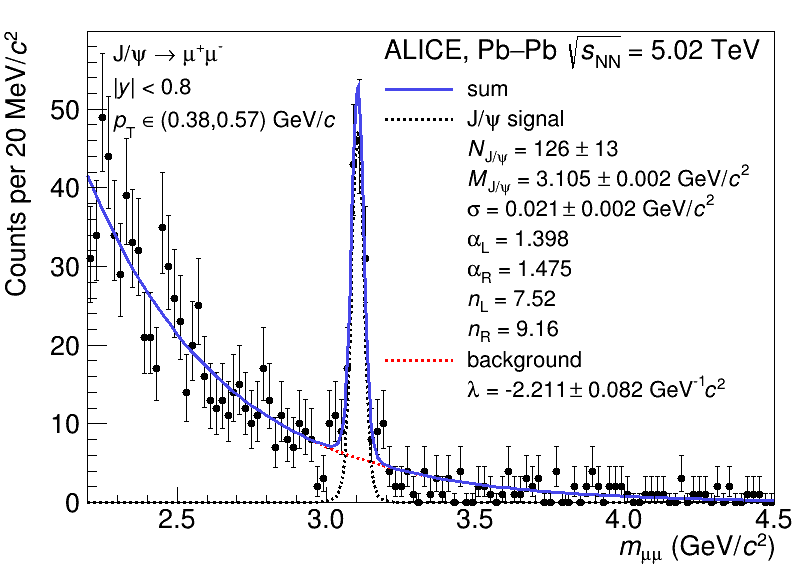 J/ψ → μ⁺μ⁻
|y| < 0.8
p_T ∈ (0.38,0.57) GeV/c
ALICE, Pb–Pb √s_NN = 5.02 TeV
sum
J/ψ signal
N_J/ψ = 126 ± 13
M_J/ψ = 3.105 ± 0.002 GeV/c²
σ = 0.021 ± 0.002 GeV/c²
α_L = 1.398
α_R = 1.475
n_L = 7.52
n_R = 9.16
background
λ = -2.211 ± 0.082 GeV⁻¹c²
Counts per 20 MeV/c²
50
40
30
20
10
0
2.5 3.0 3.5 4.0 4.5
m_μμ (GeV/c²)